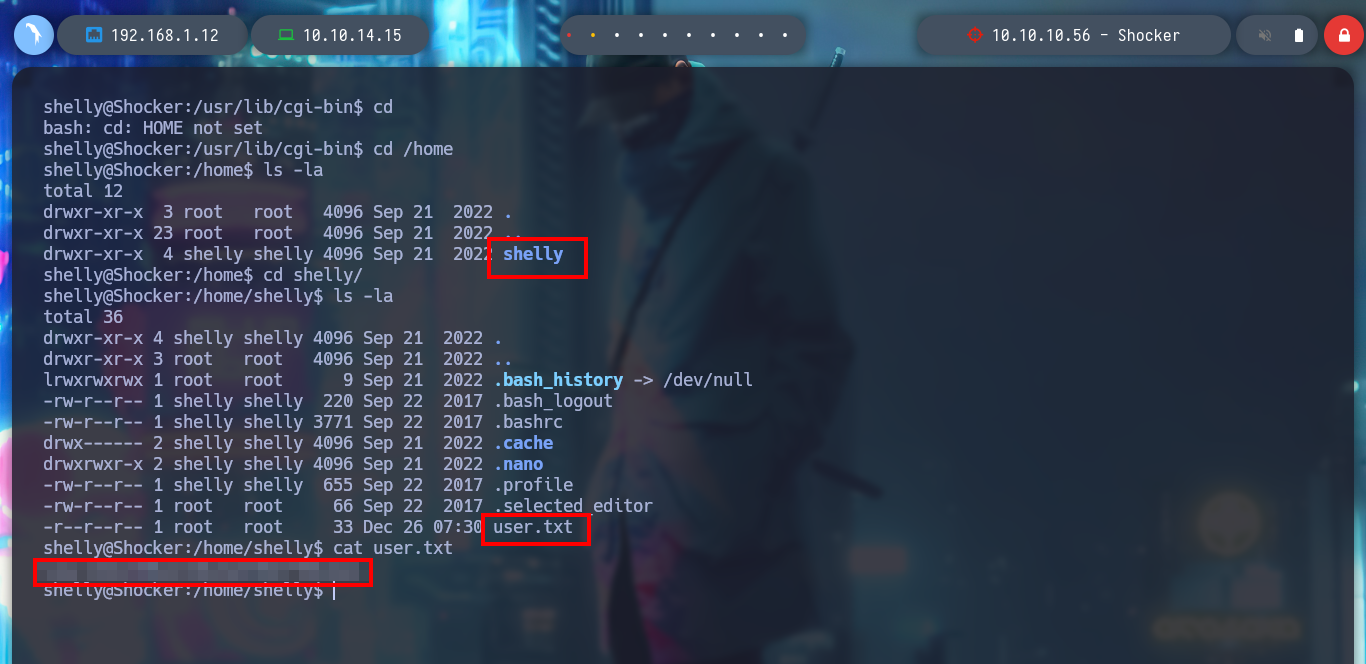 192.168.1.12 10.10.14.15 10.10.10.56 - Shocker
shelly@Shocker:/usr/lib/cgi-bin$ cd
bash: cd: HOME not set
shelly@Shocker:/usr/lib/cgi-bin$ cd /home
shelly@Shocker:/home$ ls -la
total 12
drwxr-xr-x  3 root   root   4096 Sep 21  2022 .
drwxr-xr-x 23 root   root   4096 Sep 21  2022 ..
drwxr-xr-x  4 shelly shelly 4096 Sep 21  2022 shelly
shelly@Shocker:/home$ cd shelly/
shelly@Shocker:/home/shelly$ ls -la
total 36
drwxr-xr-x 4 shelly shelly 4096 Sep 21  2022 .
drwxr-xr-x 3 root   root   4096 Sep 21  2022 ..
lrwxrwxrwx 1 root   root      9 Sep 21  2022 .bash_history -> /dev/null
-rw-r--r-- 1 shelly shelly  220 Sep 22  2017 .bash_logout
-rw-r--r-- 1 shelly shelly 3771 Sep 22  2017 .bashrc
drwx------ 2 shelly shelly 4096 Sep 21  2022 .cache
drwxrwxr-x 2 shelly shelly 4096 Sep 21  2022 .nano
-rw-r--r-- 1 shelly shelly  655 Sep 22  2017 .profile
-rw-r--r-- 1 root   root     66 Sep 22  2017 .selected_editor
-r--r--r-- 1 root   root     33 Dec 26 07:30 user.txt
shelly@Shocker:/home/shelly$ cat user.txt
shelly@Shocker:/home/shelly$